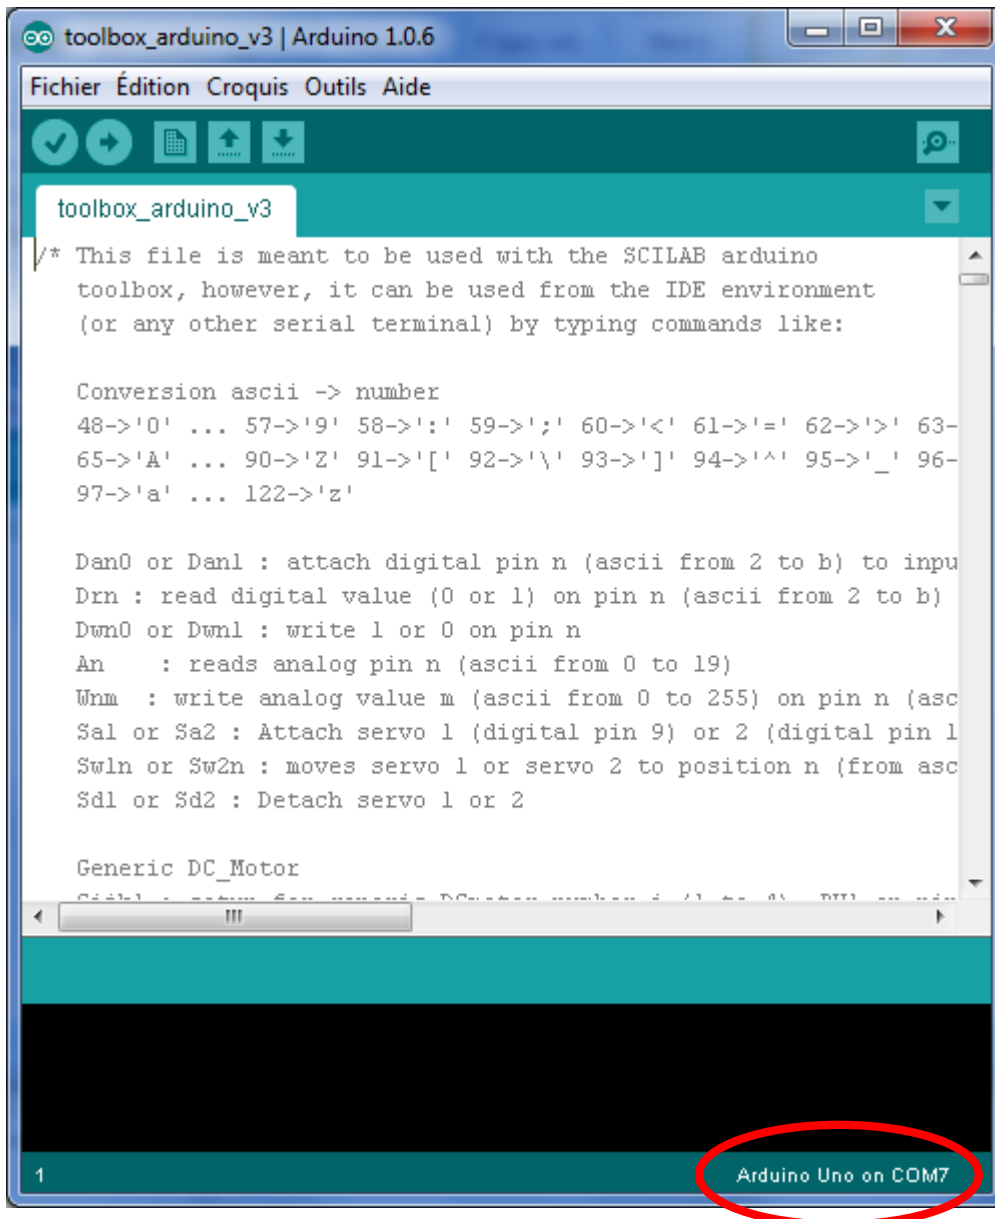 toolbox_arduino_v3 | Arduino 1.0.6
Fichier Édition Croquis Outils Aide
toolbox_arduino_v3
/* This file is meant to be used with the SCILAB arduino
toolbox, however, it can be used from the IDE environment
(or any other serial terminal) by typing commands like:
Conversion ascii -> number
48->'0' ... 57->'9' 58->':' 59->';' 60->'<' 61->'=' 62->'>' 63-
65->'A' ... 90->'Z' 91->'[' 92->'\' 93->']' 94->'^' 95->'_' 96-
97->'a' ... 122->'z'
Dan0 or Dan1 : attach digital pin n (ascii from 2 to b) to inpu
Drn : read digital value (0 or 1) on pin n (ascii from 2 to b)
Dwn0 or Dwn1 : write 1 or 0 on pin n
An : reads analog pin n (ascii from 0 to 19)
Wnm : write analog value m (ascii from 0 to 255) on pin n (asc
Sa1 or Sa2 : Attach servo 1 (digital pin 9) or 2 (digital pin 1
Sw1n or Sw2n : moves servo 1 or servo 2 to position n (from asc
Sd1 or Sd2 : Detach servo 1 or 2
Generic DC_Motor
1
Arduino Uno on COM7